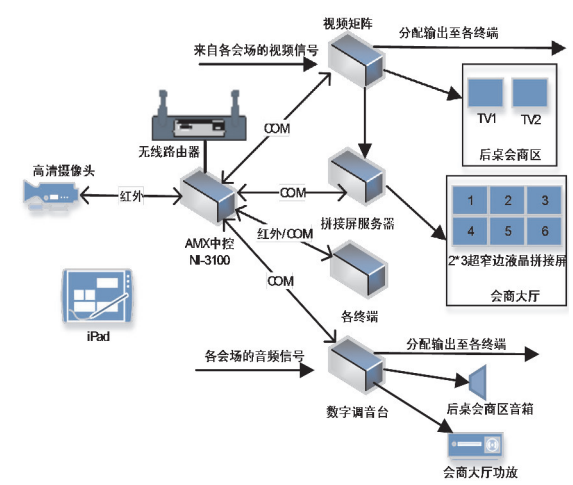 视频矩阵
分配输出至各终端
来自各会场的视频信号
TV1
TV2
后桌会商区
无线路由器
COM
高清摄像头
红外
COM
AMX中控
NI-3100
拼接屏服务器
1
2
3
4
5
6
2*3超窄边液晶拼接屏
会商大厅
红外/COM
COM
各终端
iPad
各会场的音频信号
分配输出至各终端
数字调音台
后桌会商区音箱
会商大厅功放